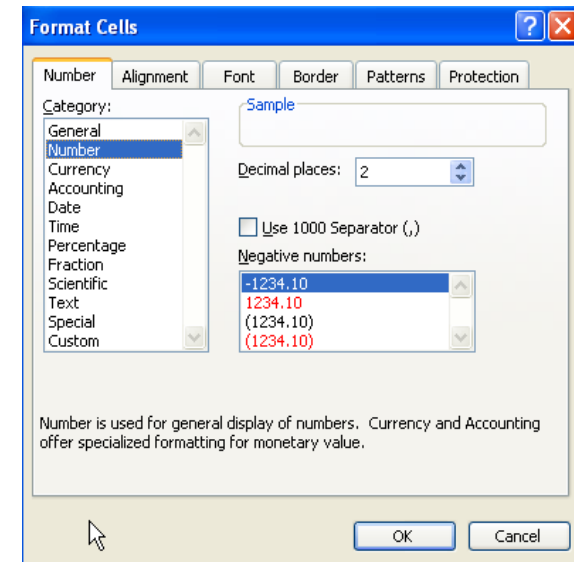 Format Cells
Number Alignment Font Border Patterns Protection
Category:
General
Number
Currency
Accounting
Date
Time
Percentage
Fraction
Scientific
Text
Special
Custom
Sample
Decimal places: 2
Use 1000 Separator (,)
Negative numbers:
-1234.10
1234.10
(1234.10)
(1234.10)
Number is used for general display of numbers. Currency and Accounting
offer specialized formatting for monetary value.
OK Cancel